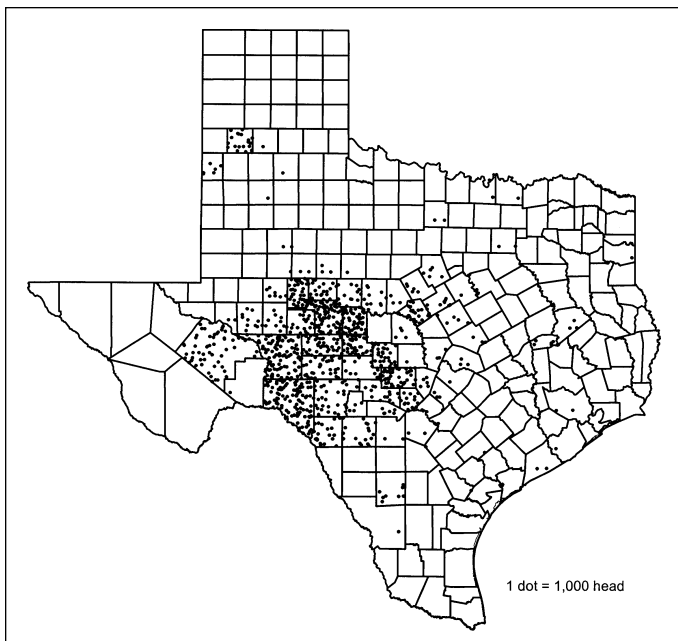 1 dot = 1,000 head